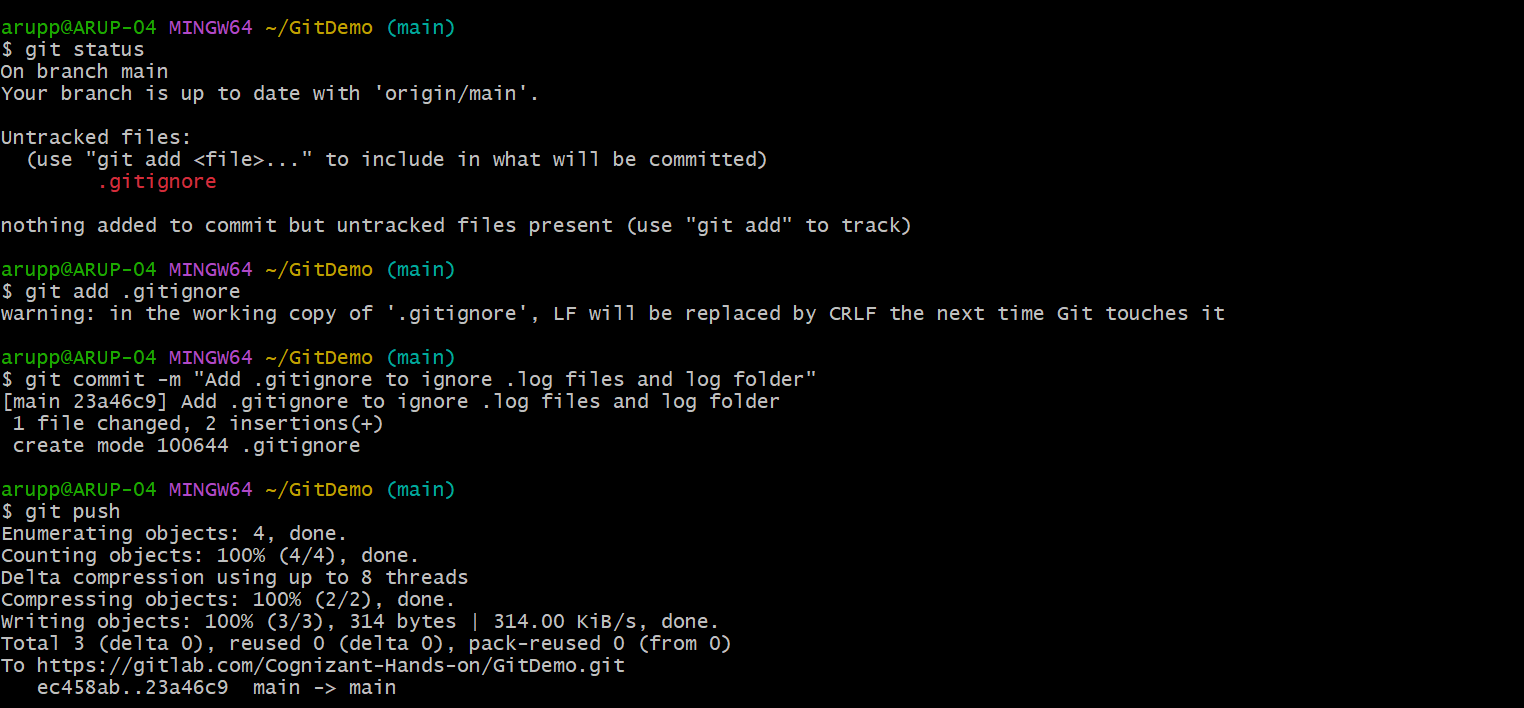 arupp@ARUP-04 MINGW64 ~/GitDemo (main)
$ git status
On branch main
Your branch is up to date with 'origin/main'.

Untracked files:
  (use "git add <file>..." to include in what will be committed)
        .gitignore

nothing added to commit but untracked files present (use "git add" to track)

arupp@ARUP-04 MINGW64 ~/GitDemo (main)
$ git add .gitignore
warning: in the working copy of '.gitignore', LF will be replaced by CRLF the next time Git touches it

arupp@ARUP-04 MINGW64 ~/GitDemo (main)
$ git commit -m "Add .gitignore to ignore .log files and log folder"
[main 23a46c9] Add .gitignore to ignore .log files and log folder
 1 file changed, 2 insertions(+)
 create mode 100644 .gitignore

arupp@ARUP-04 MINGW64 ~/GitDemo (main)
$ git push
Enumerating objects: 4, done.
Counting objects: 100% (4/4), done.
Delta compression using up to 8 threads
Compressing objects: 100% (2/2), done.
Writing objects: 100% (3/3), 314 bytes | 314.00 KiB/s, done.
Total 3 (delta 0), reused 0 (delta 0), pack-reused 0 (from 0)
To https://gitlab.com/Cognizant-Hands-on/GitDemo.git
   ec458ab..23a46c9  main -> main